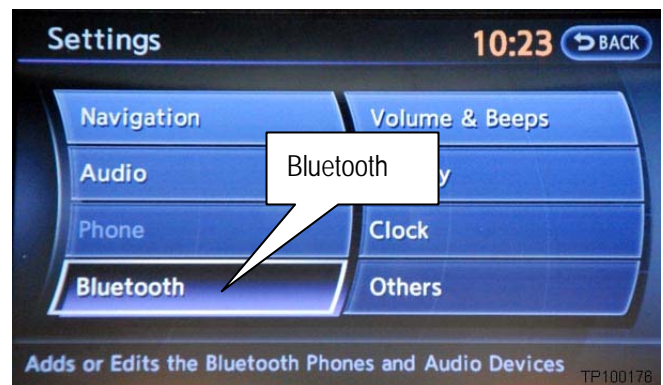 Settings
10:23
BACK
Navigation
Volume & Beeps
Audio
Bluetooth
y
Phone
Clock
Bluetooth
Others
Adds or Edits the Bluetooth Phones and Audio Devices
TP100176